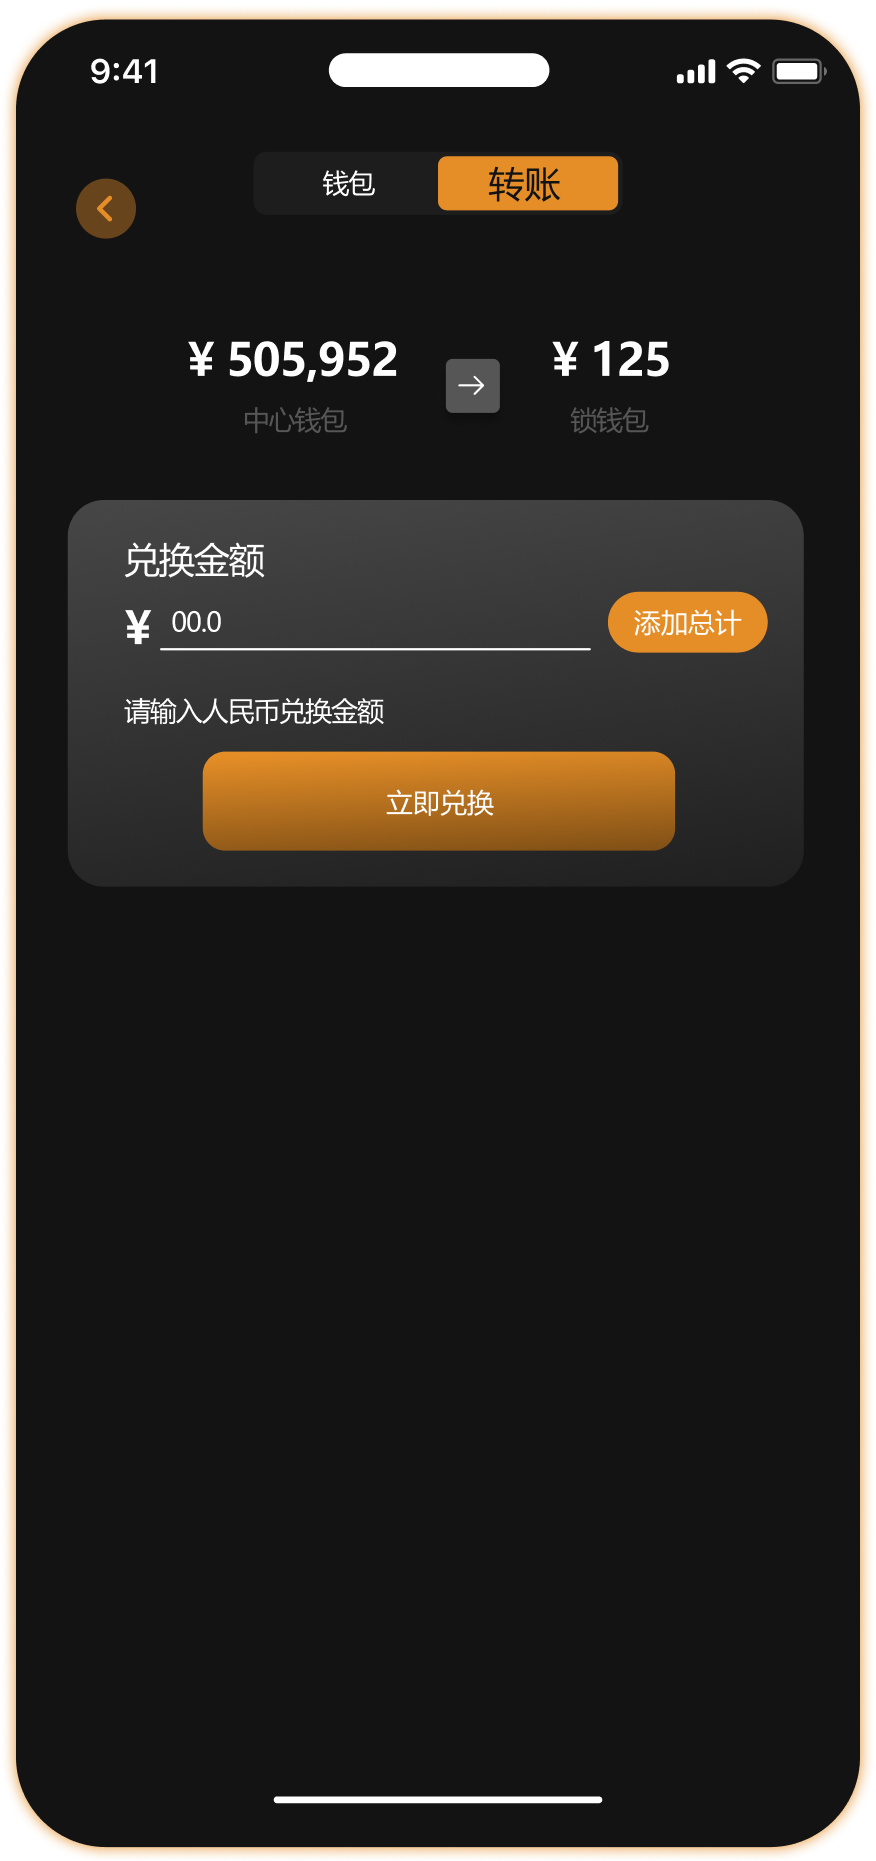 9:41
钱包
转账
¥ 505,952
¥ 125
中心钱包
锁钱包
兑换金额
¥ 00.0
添加总计
请输入人民币兑换金额
立即兑换